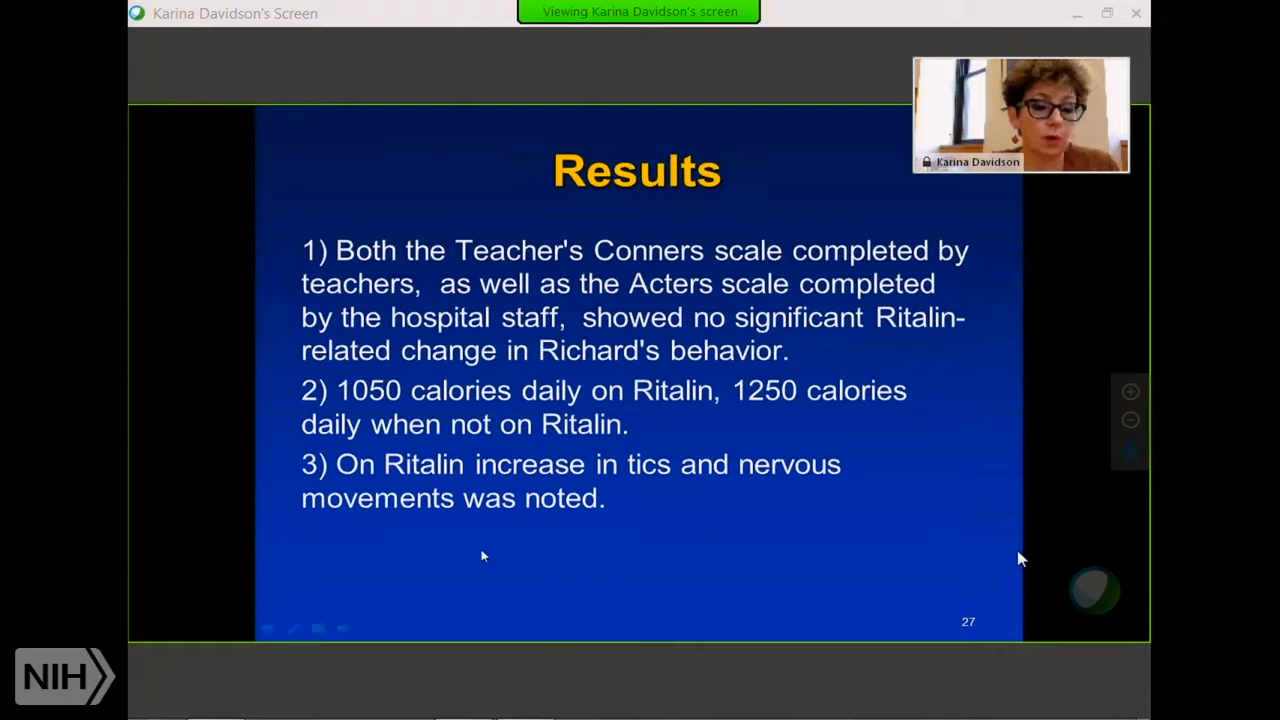 Karina Davidson's Screen
Viewing Karina Davidson's screen
Karina Davidson
Results
1) Both the Teacher's Conners scale completed by
teachers, as well as the Acters scale completed
by the hospital staff, showed no significant Ritalin-
related change in Richard's behavior.
2) 1050 calories daily on Ritalin, 1250 calories
daily when not on Ritalin.
3) On Ritalin increase in tics and nervous
movements was noted.
27
NIH